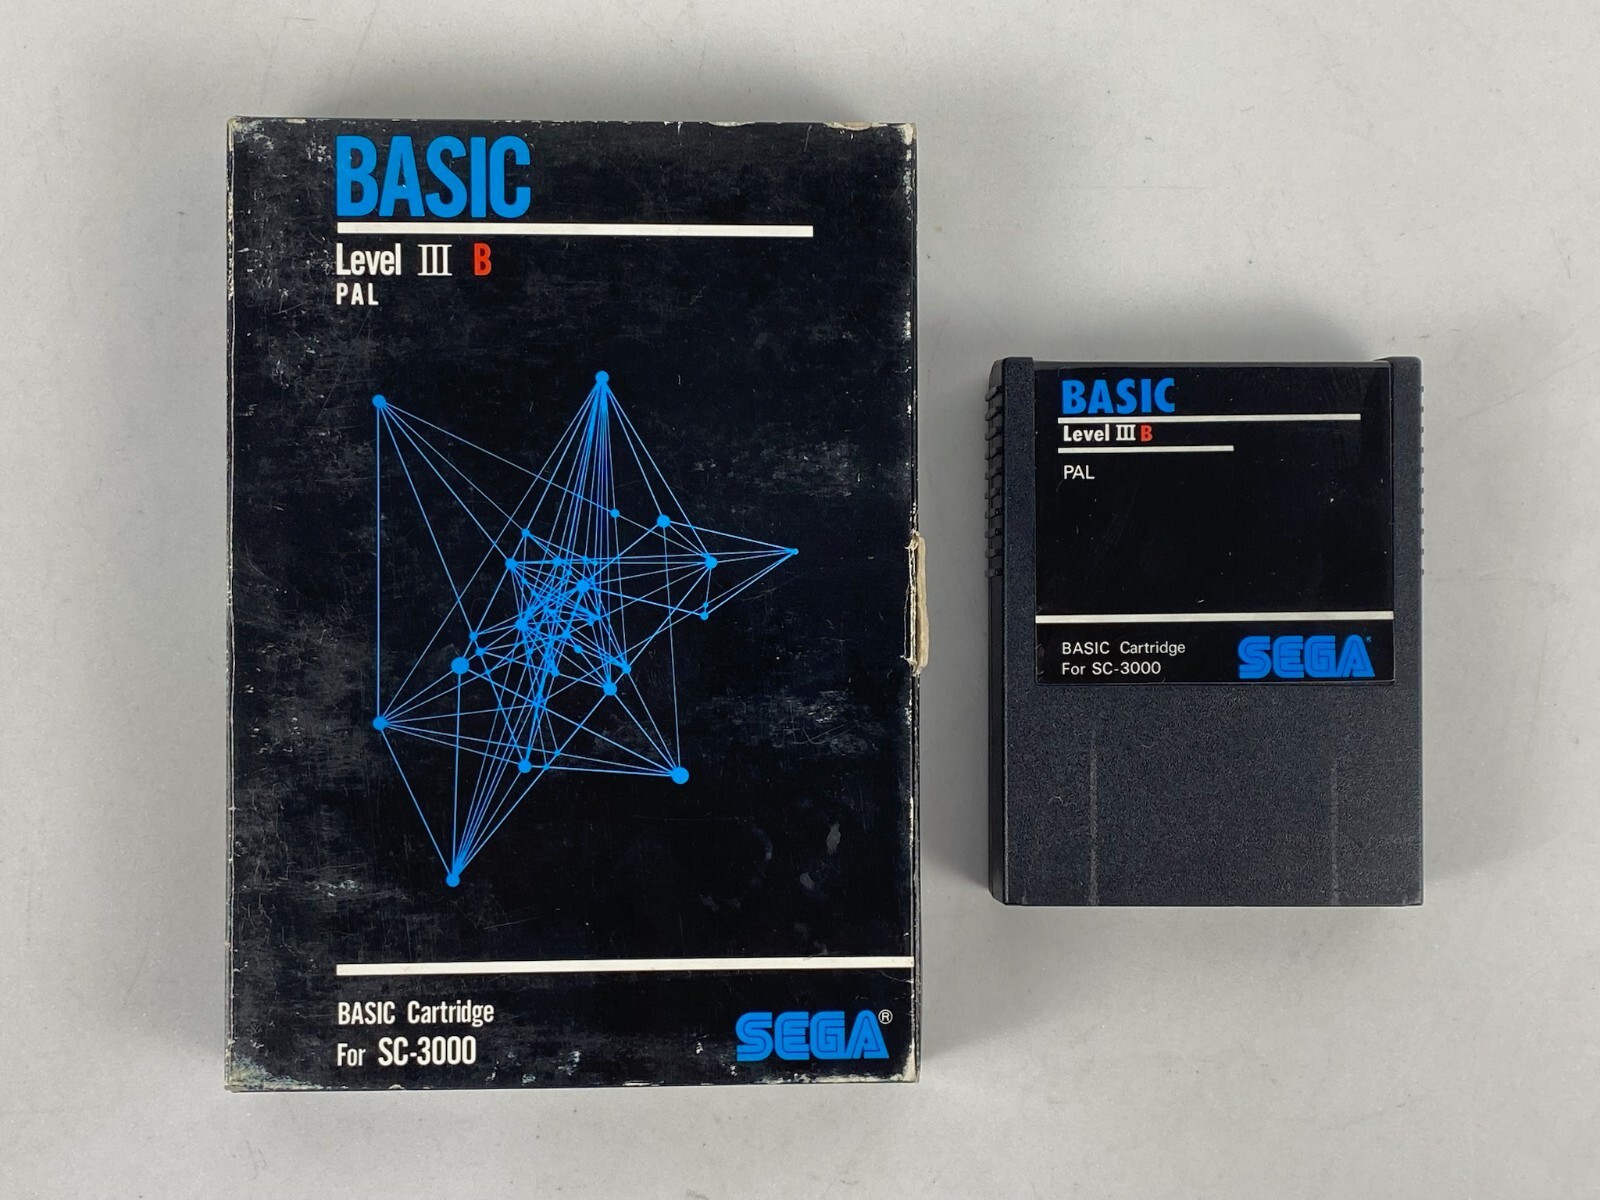 BASIC
Level III B
PAL
BASIC Cartridge
For SC-3000
SEGA®
BASIC
Level III B
PAL
BASIC Cartridge
For SC-3000
SEGA